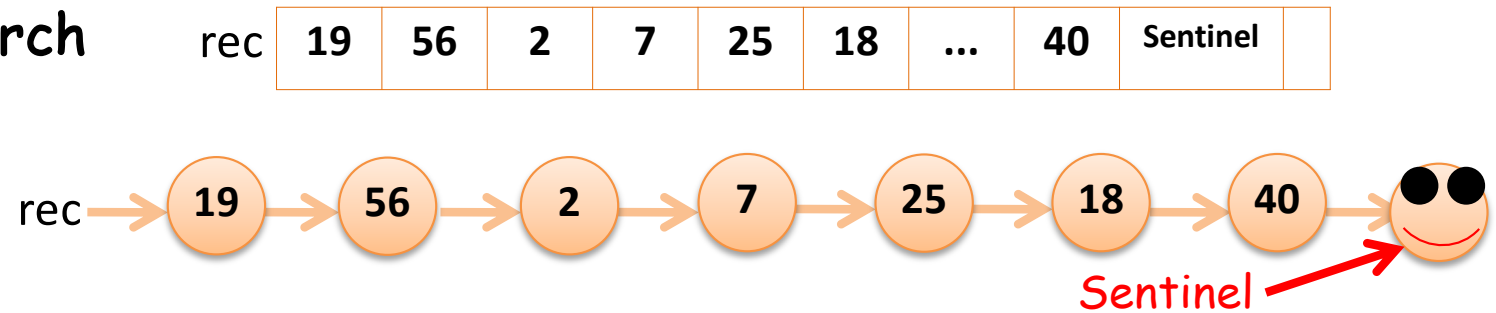 rch rec 19 56 2 7 25 18 ... 40 Sentinel
rec 19 56 2 7 25 18 40
Sentinel